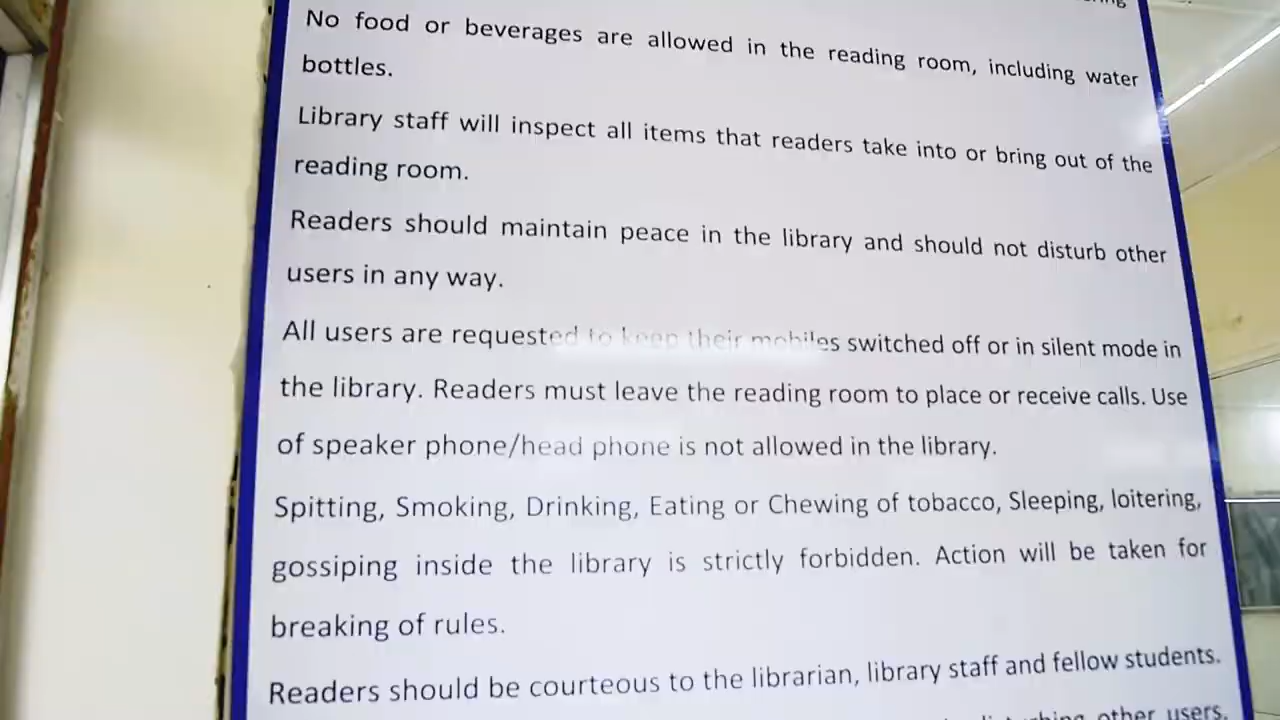 No food or beverages are allowed in the reading room, including water
bottles.
Library staff will inspect all items that readers take into or bring out of the
reading room.
Readers should maintain peace in the library and should not disturb other
users in any way.
All users are requested to keep their mobiles switched off or in silent mode in
the library. Readers must leave the reading room to place or receive calls. Use
of speaker phone/head phone is not allowed in the library.
Spitting, Smoking, Drinking, Eating or Chewing of tobacco, Sleeping, loitering,
gossiping inside the library is strictly forbidden. Action will be taken for
breaking of rules.
Readers should be courteous to the librarian, library staff and fellow students.
other users.